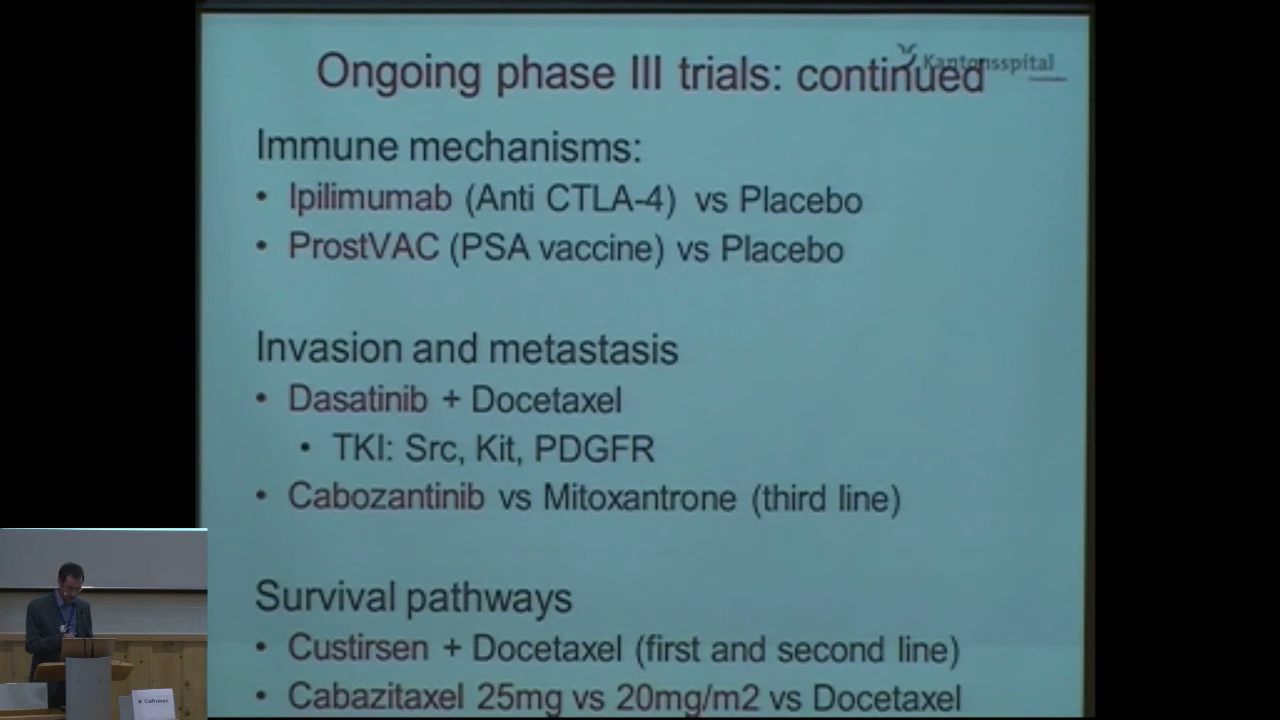 Kantonsspital
Ongoing phase III trials: continued
Immune mechanisms:
• Ipilimumab (Anti CTLA-4) vs Placebo
• ProstVAC (PSA vaccine) vs Placebo
Invasion and metastasis
• Dasatinib + Docetaxel
• TKI: Src, Kit, PDGFR
• Cabozantinib vs Mitoxantrone (third line)
Survival pathways
• Custirsen + Docetaxel (first and second line)
• Cabazitaxel 25mg vs 20mg/m2 vs Docetaxel